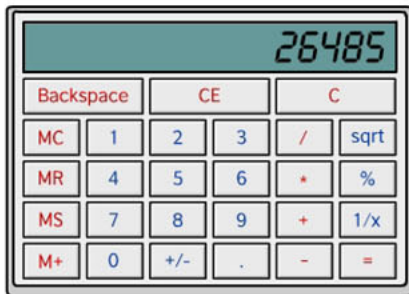 26485
Backspace CE C
MC 1 2 3 / sqrt
MR 4 5 6 * %
MS 7 8 9 + 1/x
M+ 0 +/- . - =